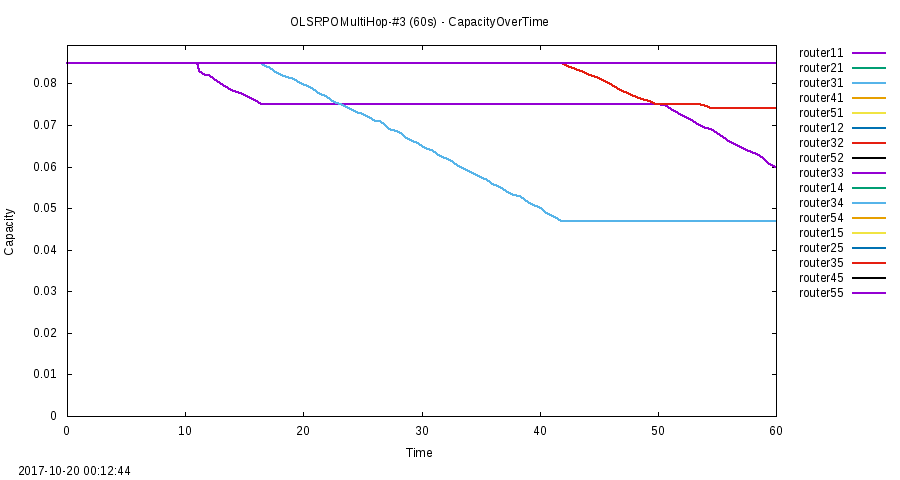 OLSRPOMultiHop-#3 (60s) - CapacityOverTime
router11
router21
router31
router41
router51
router12
router32
router52
router33
router14
router34
router54
router15
router25
router35
router45
router55
0.08
0.07
0.06
0.05
0.04
0.03
0.02
0.01
0
Capacity
0 10 20 30 40 50 60
Time
2017-10-20 00:12:44